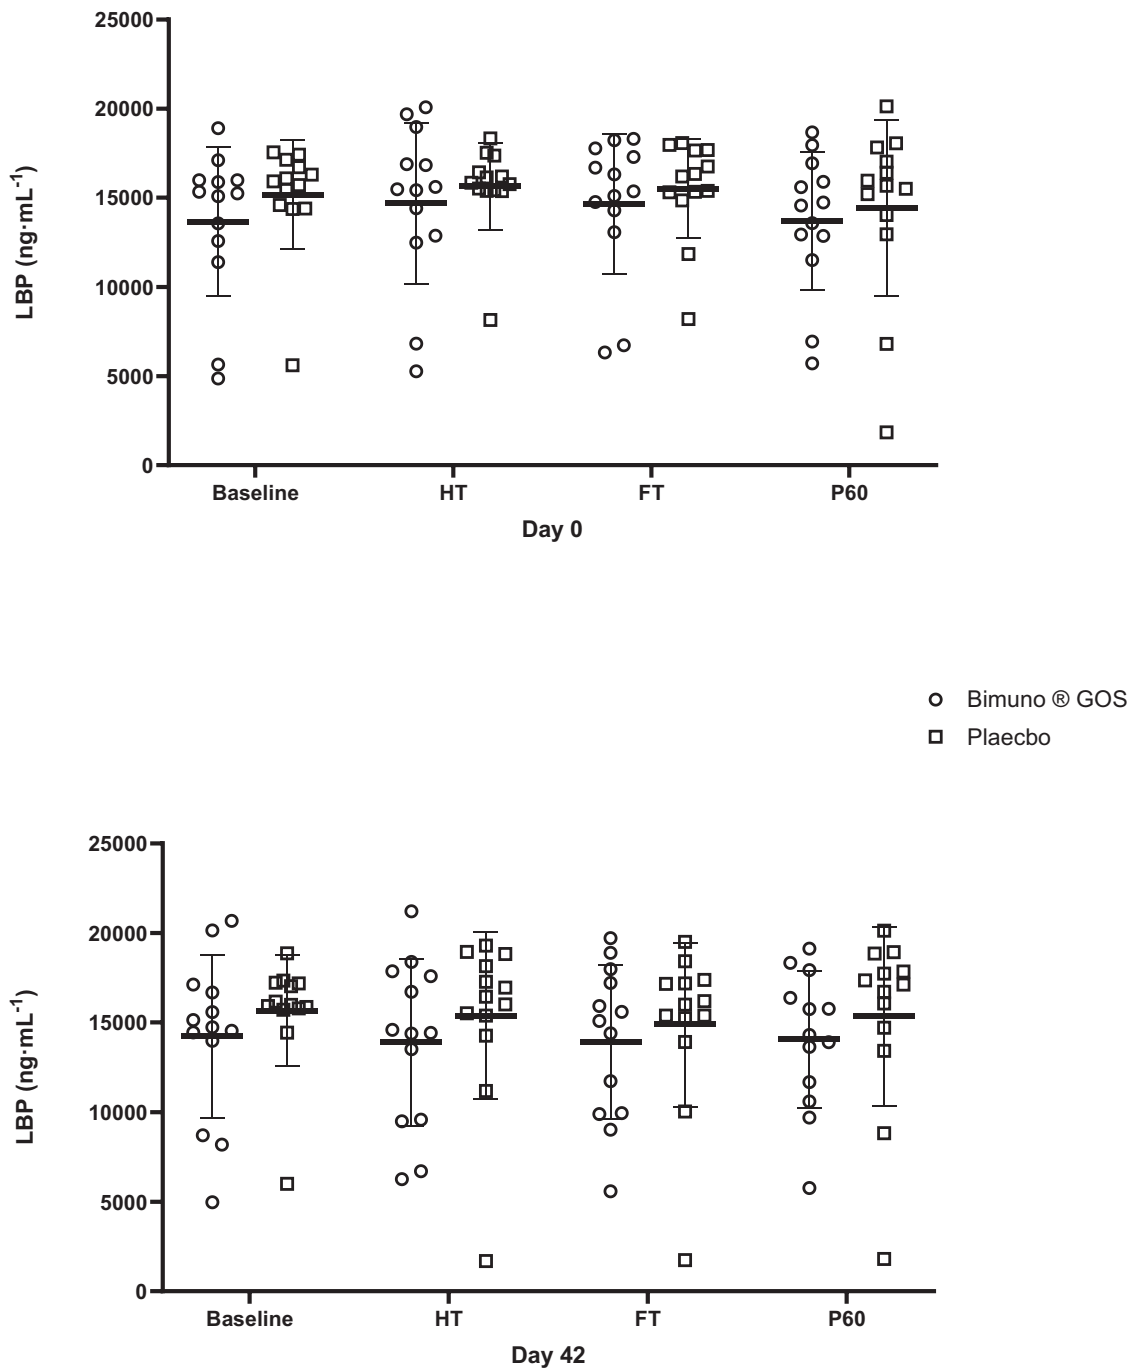 25000
20000
15000
10000
5000
0
LBP (ng·mL⁻¹)
Baseline HT FT P60
Day 0
Bimuno ® GOS
Plaecbo
25000
20000
15000
10000
5000
0
LBP (ng·mL⁻¹)
Baseline HT FT P60
Day 42